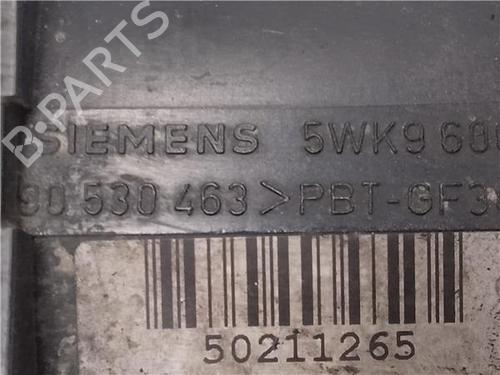 B-PARTS
SIEMENS 5WK9 60
90 530 463 >PBT-GF3
50211265